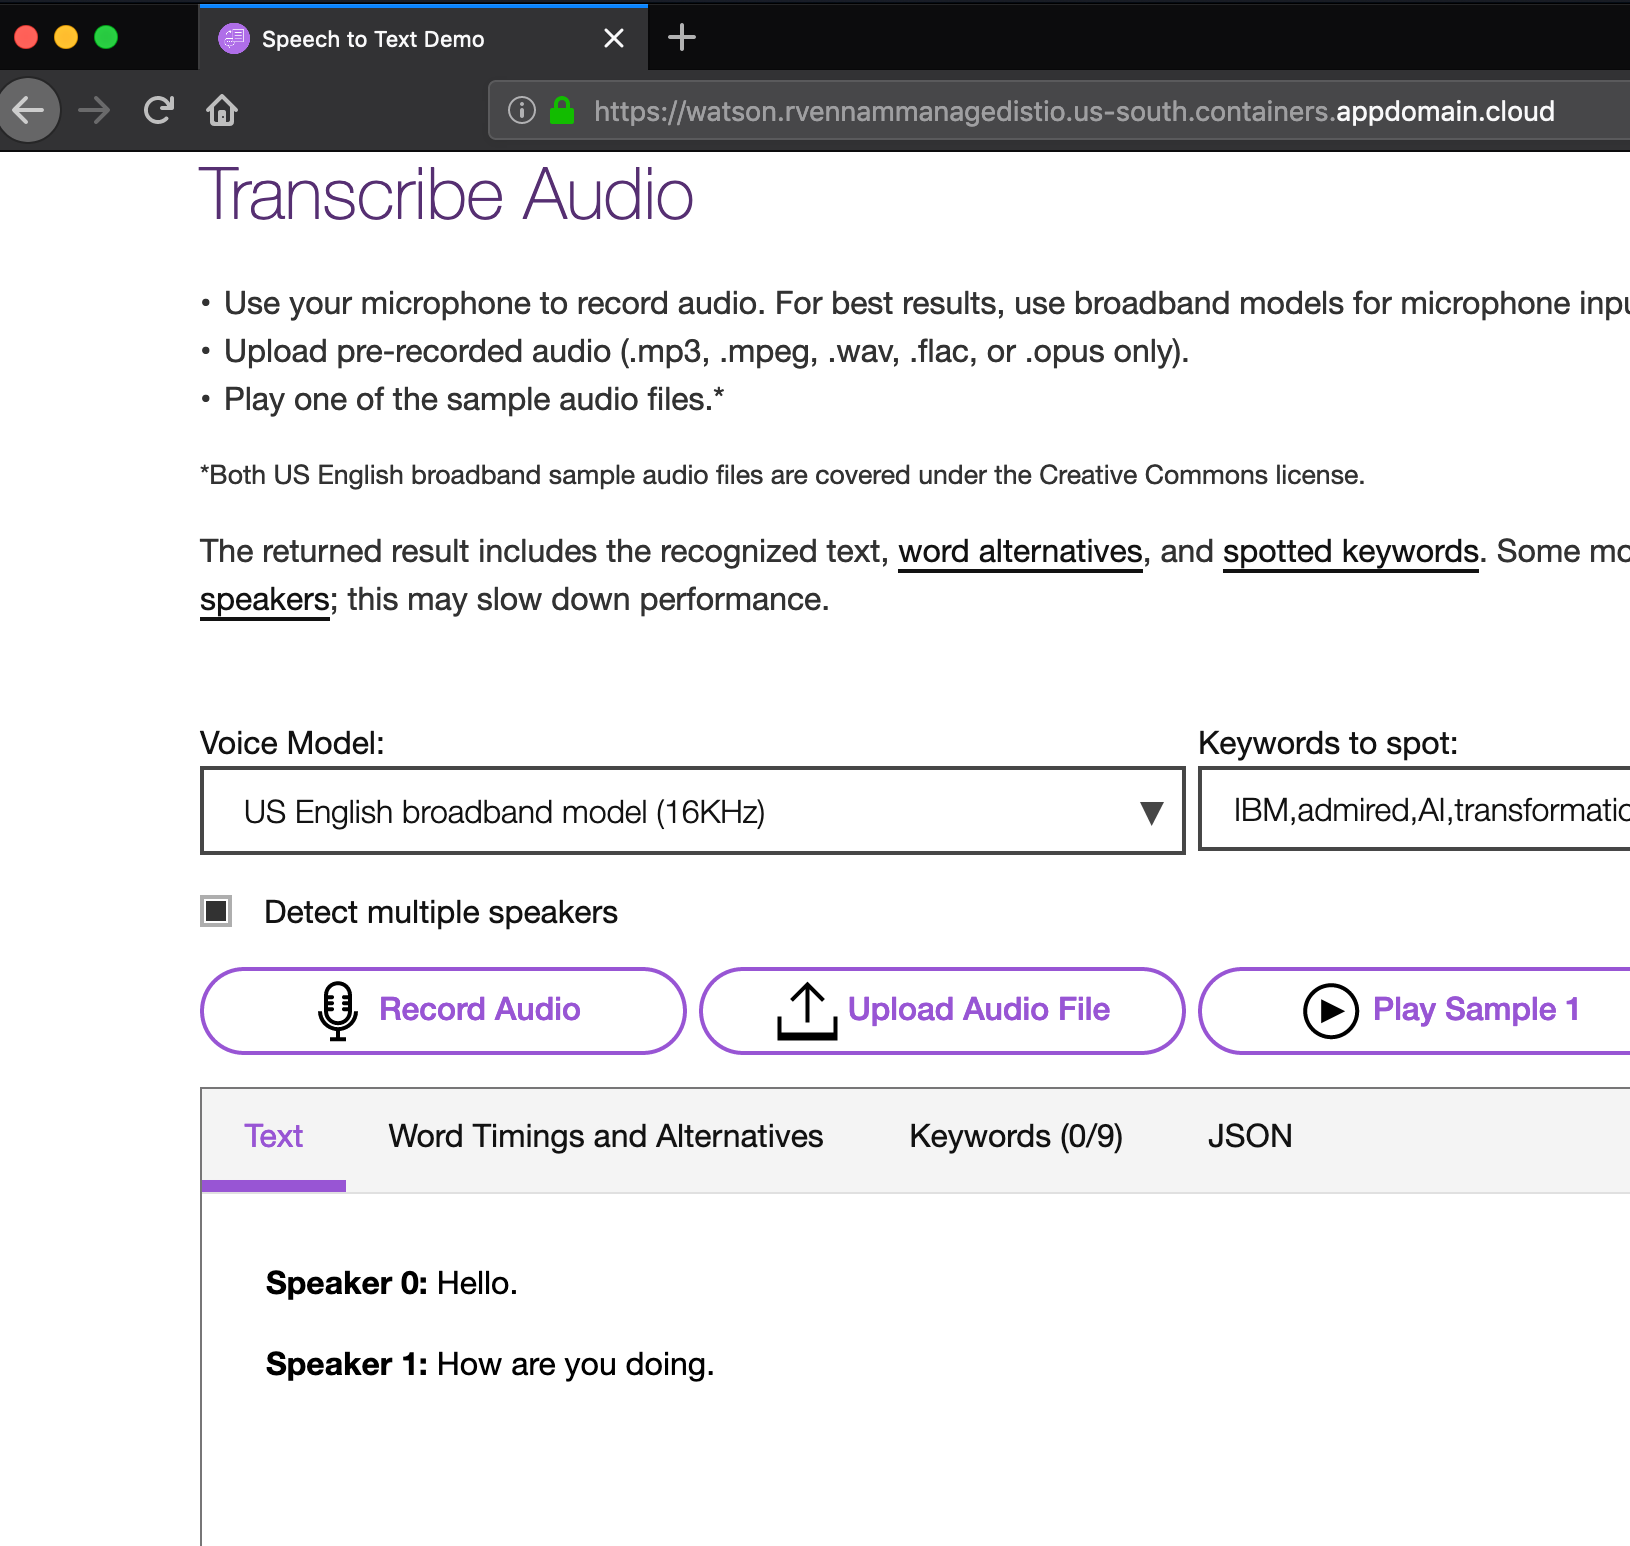 Speech to Text Demo
https://watson.rvennammanagedistio.us-south.containers.appdomain.cloud
Transcribe Audio
• Use your microphone to record audio. For best results, use broadband models for microphone
• Upload pre-recorded audio (.mp3, .mpeg, .wav, .flac, or .opus only).
• Play one of the sample audio files.*
*Both US English broadband sample audio files are covered under the Creative Commons license.
The returned result includes the recognized text, word alternatives, and spotted keywords. Some
speakers; this may slow down performance.
Voice Model:
Keywords to spot:
US English broadband model (16KHz)
IBM,admired,AI,
Detect multiple speakers
Record Audio
Upload Audio File
Play Sample 1
Text
Word Timings and Alternatives
Keywords (0/9)
JSON
Speaker 0: Hello.
Speaker 1: How are you doing.